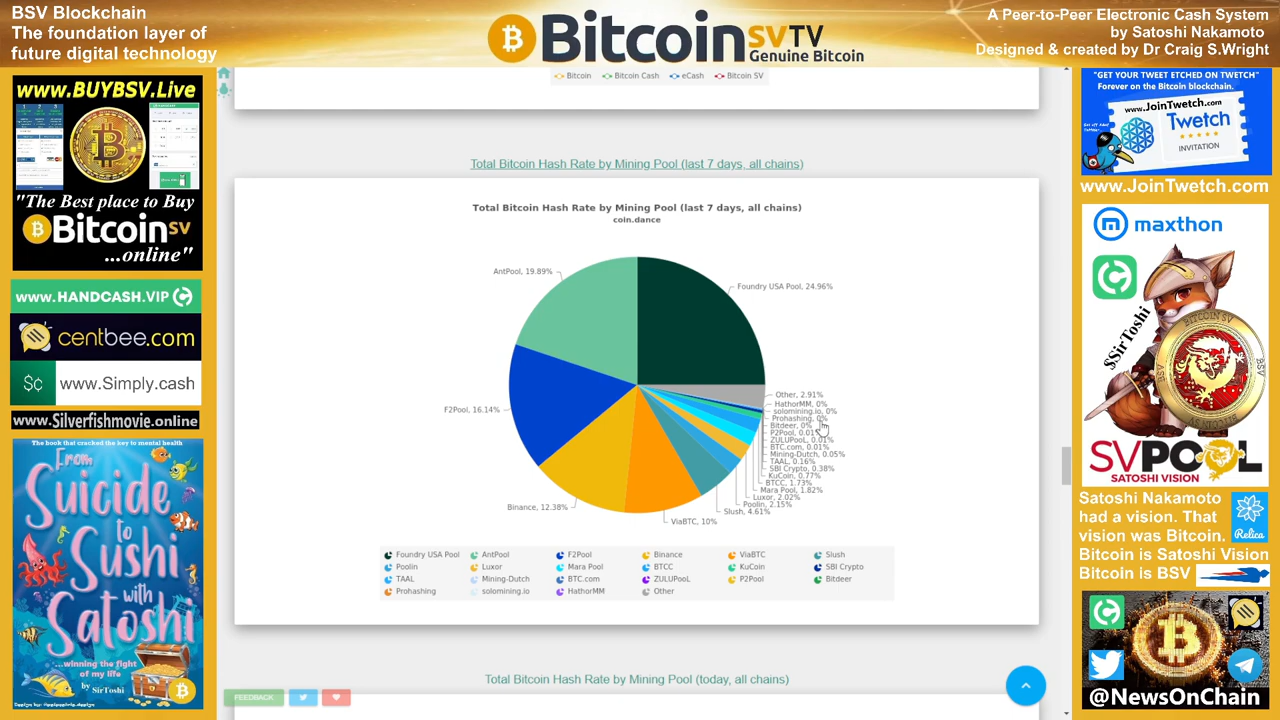 BSV Blockchain
The foundation layer of
future digital technology
Bitcoin SV TV
Genuine Bitcoin
A Peer-to-Peer Electronic Cash System
by Satoshi Nakamoto
Designed & created by Dr Craig S.Wright
www.BUYBSV.Live
"The Best place to Buy
Bitcoin SV
...online"
www.HANDCASH.VIP
centbee.com
$c www.Simply.cash
www.Silverfishmovie.online
The book that cracked the key to mental health
From
Suicide
to
Sushi
with
Satoshi
...winning the fight
of my life
by SirToshi
Bitcoin
Bitcoin Cash
eCash
Bitcoin SV
Total Bitcoin Hash Rate by Mining Pool (last 7 days, all chains)
Total Bitcoin Hash Rate by Mining Pool (last 7 days, all chains)
coin.dance
AntPool, 19.89%
Foundry USA Pool, 24.96%
F2Pool, 16.14%
Binance, 12.38%
ViaBTC, 10%
Other, 2.91%
HathorMM, 0%
solomining.io, 0%
Prohashing, 0%
Bitdeer, 0%
P2Pool, 0.01%
ZULUPooL, 0.01%
BTC.com, 0.01%
Mining-Dutch, 0.05%
TAAL, 0.16%
SBI Crypto, 0.38%
KuCoin, 0.77%
BTCC, 1.73%
Mara Pool, 1.82%
Luxor, 2.02%
Poolin, 2.15%
Slush, 4.61%
Foundry USA Pool AntPool F2Pool Binance ViaBTC Slush
Poolin Luxor Mara Pool BTCC KuCoin SBI Crypto
TAAL Mining-Dutch BTC.com ZULUPooL P2Pool Bitdeer
Prohashing solomining.io HathorMM Other
Total Bitcoin Hash Rate by Mining Pool (today, all chains)
FEEDBACK
"GET YOUR TWEET ETCHED ON TWETCH"
Forever on the Bitcoin blockchain.
www.JoinTwetch.com
Twetch
INVITATION
www.JoinTwetch.com
maxthon
$SirToshi
BITCOIN SV
BSV
SVPOOL
SATOSHI VISION
Satoshi Nakamoto
had a vision. That
vision was Bitcoin.
Relica
Bitcoin is Satoshi Vision
Bitcoin is BSV
@NewsOnChain